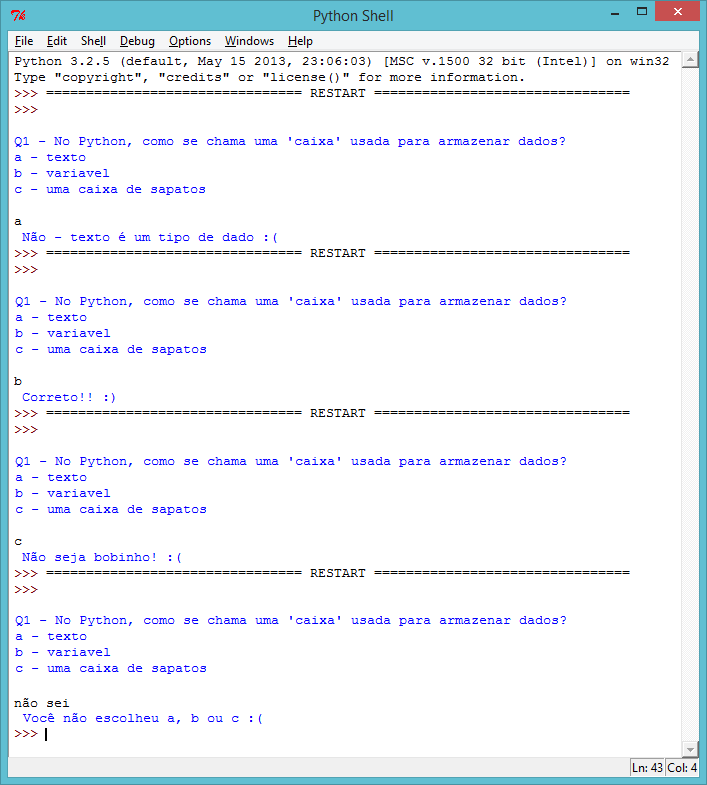 Python Shell
File Edit Shell Debug Options Windows Help
Python 3.2.5 (default, May 15 2013, 23:06:03) [MSC v.1500 32 bit (Intel)] on win32
Type "copyright", "credits" or "license()" for more information.
>>> ================================ RESTART ================================
>>>
Q1 - No Python, como se chama uma 'caixa' usada para armazenar dados?
a - texto
b - variavel
c - uma caixa de sapatos
a
Não - texto é um tipo de dado :(
>>> ================================ RESTART ================================
>>>
Q1 - No Python, como se chama uma 'caixa' usada para armazenar dados?
a - texto
b - variavel
c - uma caixa de sapatos
b
Correto!! :)
>>> ================================ RESTART ================================
>>>
Q1 - No Python, como se chama uma 'caixa' usada para armazenar dados?
a - texto
b - variavel
c - uma caixa de sapatos
c
Não seja bobinho! :(
>>> ================================ RESTART ================================
>>>
Q1 - No Python, como se chama uma 'caixa' usada para armazenar dados?
a - texto
b - variavel
c - uma caixa de sapatos
não sei
Você não escolheu a, b ou c :(
>>>
Ln: 43 Col: 4